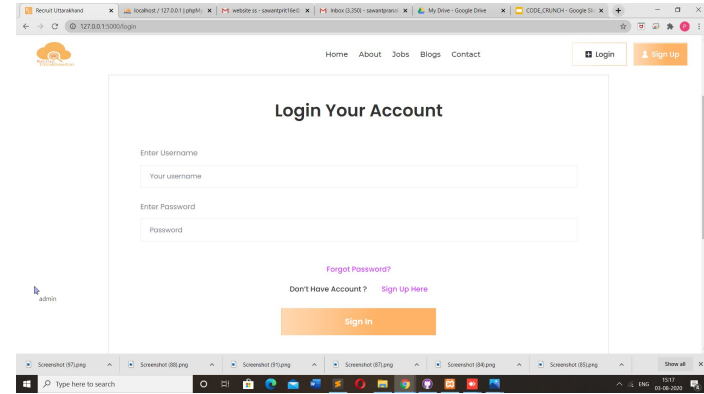 Recruit Uttarakhand
localhost / 127.0.0.1 | phpM
website ss - sawantprit16e@
Inbox (3,350) - sawantpranit
My Drive - Google Drive
CODE_CRUNCH - Google Sli
127.0.0.1:5000/login
Home About Jobs Blogs Contact
Login
Sign Up
Login Your Account
Enter Username
Your username
Enter Password
Password
Forgot Password?
Don't Have Account ? Sign Up Here
admin
Sign In
Screenshot (97).png
Screenshot (88).png
Screenshot (91).png
Screenshot (87).png
Screenshot (84).png
Screenshot (85).png
Show all
Type here to search
ENG
15:17
03-08-2020